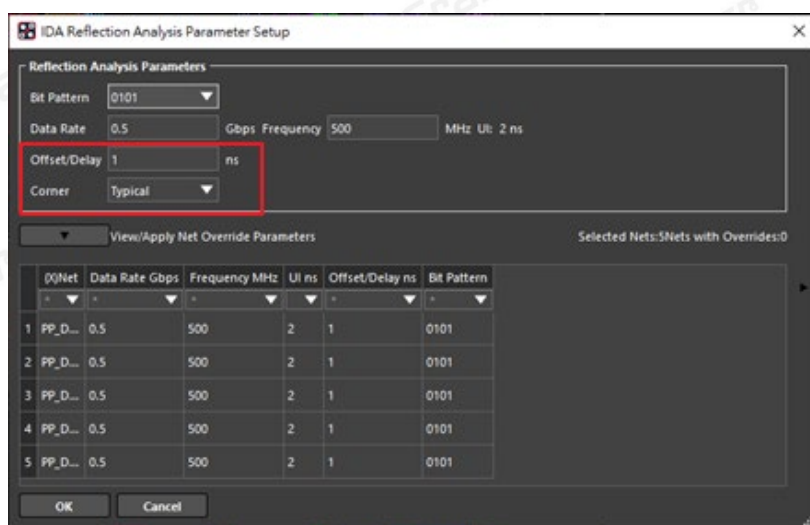 IDA Reflection Analysis Parameter Setup
Reflection Analysis Parameters
Bit Pattern 0101
Data Rate 0.5 Gbps Frequency 500 MHz UI: 2 ns
Offset/Delay 1 ns
Corner Typical
View/Apply Net Override Parameters Selected Nets:5Nets with Overrides:0
(X)Net Data Rate Gbps Frequency MHz UI ns Offset/Delay ns Bit Pattern
* * * * * *
1 PP_D... 0.5 500 2 1 0101
2 PP_D... 0.5 500 2 1 0101
3 PP_D... 0.5 500 2 1 0101
4 PP_D... 0.5 500 2 1 0101
5 PP_D... 0.5 500 2 1 0101
OK Cancel